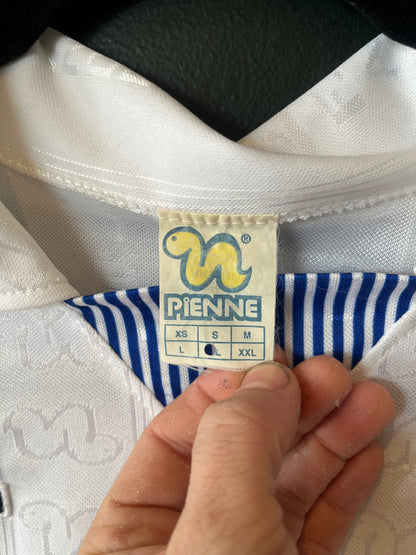 ®
PiENNE
XS S M
L L XXL